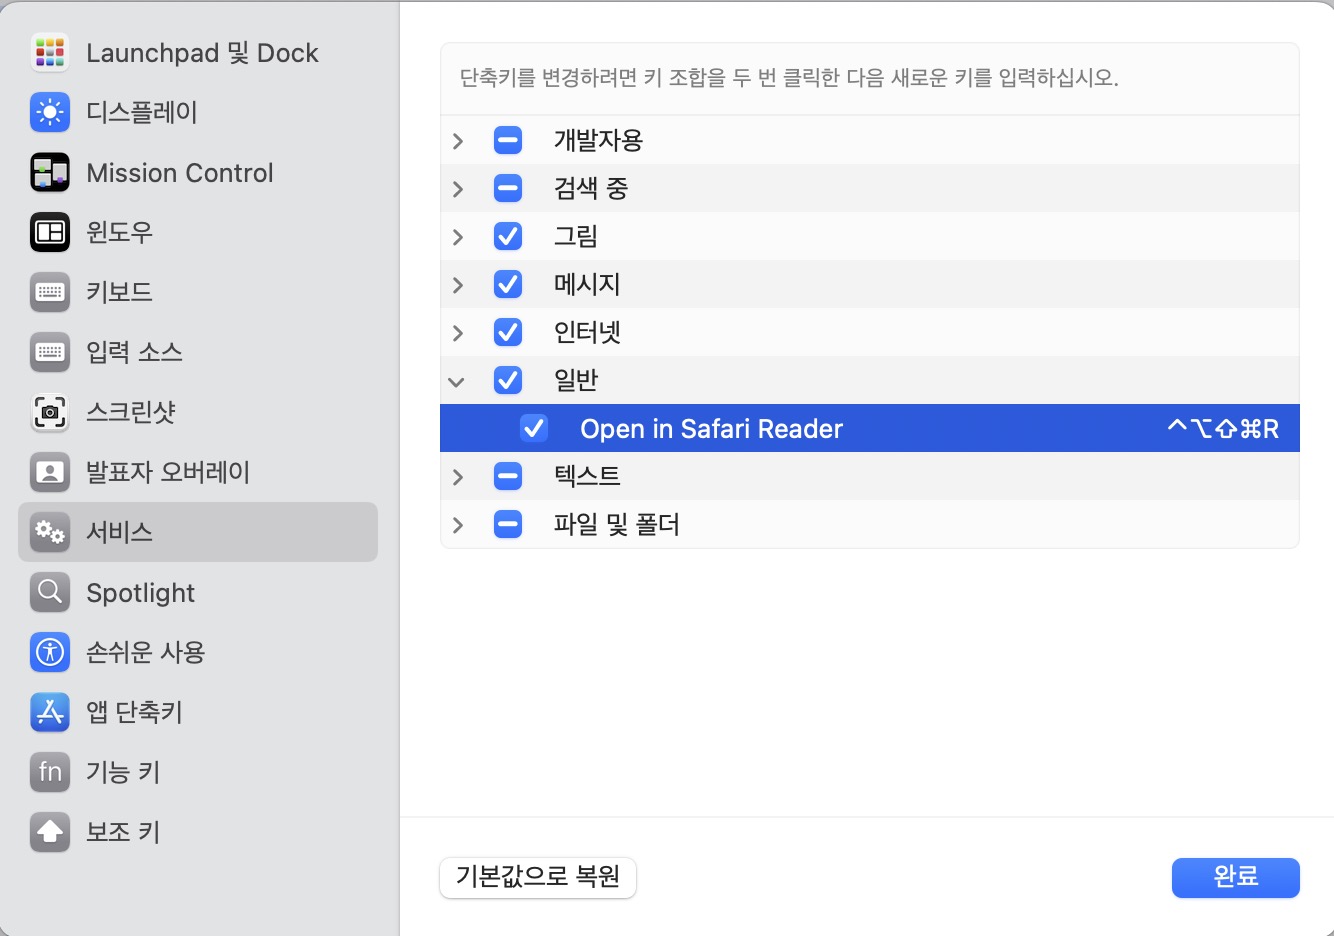 Launchpad 및 Dock
디스플레이
Mission Control
윈도우
키보드
입력 소스
스크린샷
발표자 오버레이
서비스
Spotlight
손쉬운 사용
앱 단축키
fn 기능 키
보조 키
단축키를 변경하려면 키 조합을 두 번 클릭한 다음 새로운 키를 입력하십시오.
개발자용
검색 중
그림
메시지
인터넷
일반
Open in Safari Reader ⌃⌥⇧⌘R
텍스트
파일 및 폴더
기본값으로 복원
완료